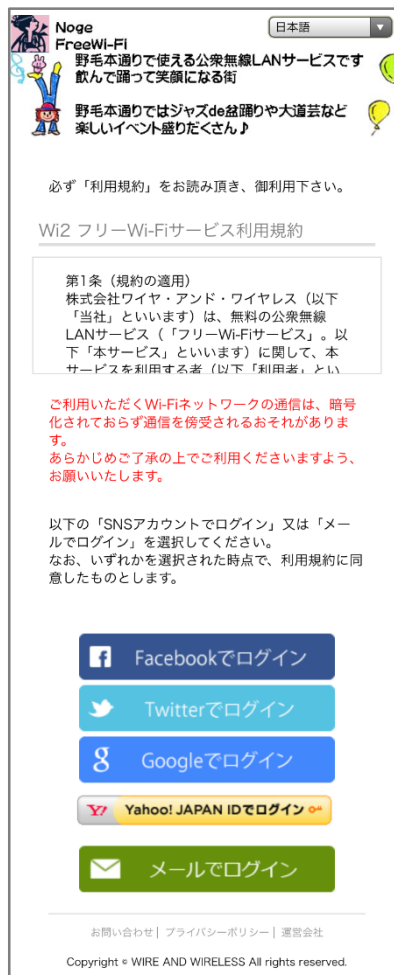 Noge
FreeWi-Fi
日本語
野毛本通りで使える公衆無線LANサービスです
飲んで踊って笑顔になる街
野毛本通りではジャズde盆踊りや大道芸など
楽しいイベント盛りだくさん♪
必ず「利用規約」をお読み頂き、御利用下さい。
Wi2 フリーWi-Fiサービス利用規約
第1条（規約の適用）
株式会社ワイヤ・アンド・ワイヤレス（以下
「当社」といいます）は、無料の公衆無線
LANサービス（「フリーWi-Fiサービス」。以
下「本サービス」といいます）に関して、本
サービスを利用する者（以下「利用者」とい
ご利用いただくWi-Fiネットワークの通信は、暗号
化されておらず通信を傍受されるおそれがありま
す。
あらかじめご了承の上でご利用くださいますよう、
お願いいたします。
以下の「SNSアカウントでログイン」又は「メー
ルでログイン」を選択してください。
なお、いずれかを選択された時点で、利用規約に同
意したものとします。
Facebookでログイン
Twitterでログイン
Googleでログイン
Y! Yahoo! JAPAN IDでログイン
メールでログイン
お問い合わせ| プライバシーポリシー| 運営会社
Copyright © WIRE AND WIRELESS All rights reserved.